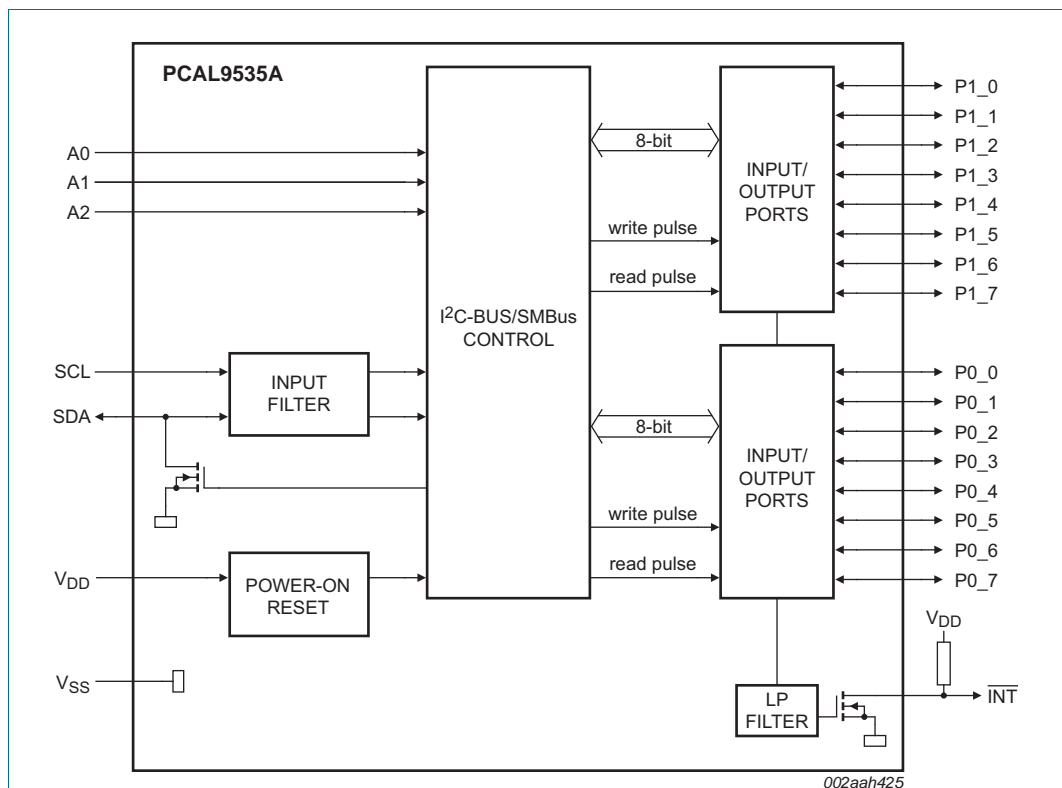 PCAL9535A
A0
A1
A2
SCL
SDA
VDD
VSS
INPUT
FILTER
POWER-ON
RESET
I2C-BUS/SMBus
CONTROL
8-bit
write pulse
read pulse
8-bit
write pulse
read pulse
INPUT/
OUTPUT
PORTS
INPUT/
OUTPUT
PORTS
LP
FILTER
P1_0
P1_1
P1_2
P1_3
P1_4
P1_5
P1_6
P1_7
P0_0
P0_1
P0_2
P0_3
P0_4
P0_5
P0_6
P0_7
VDD
INT
002aah425